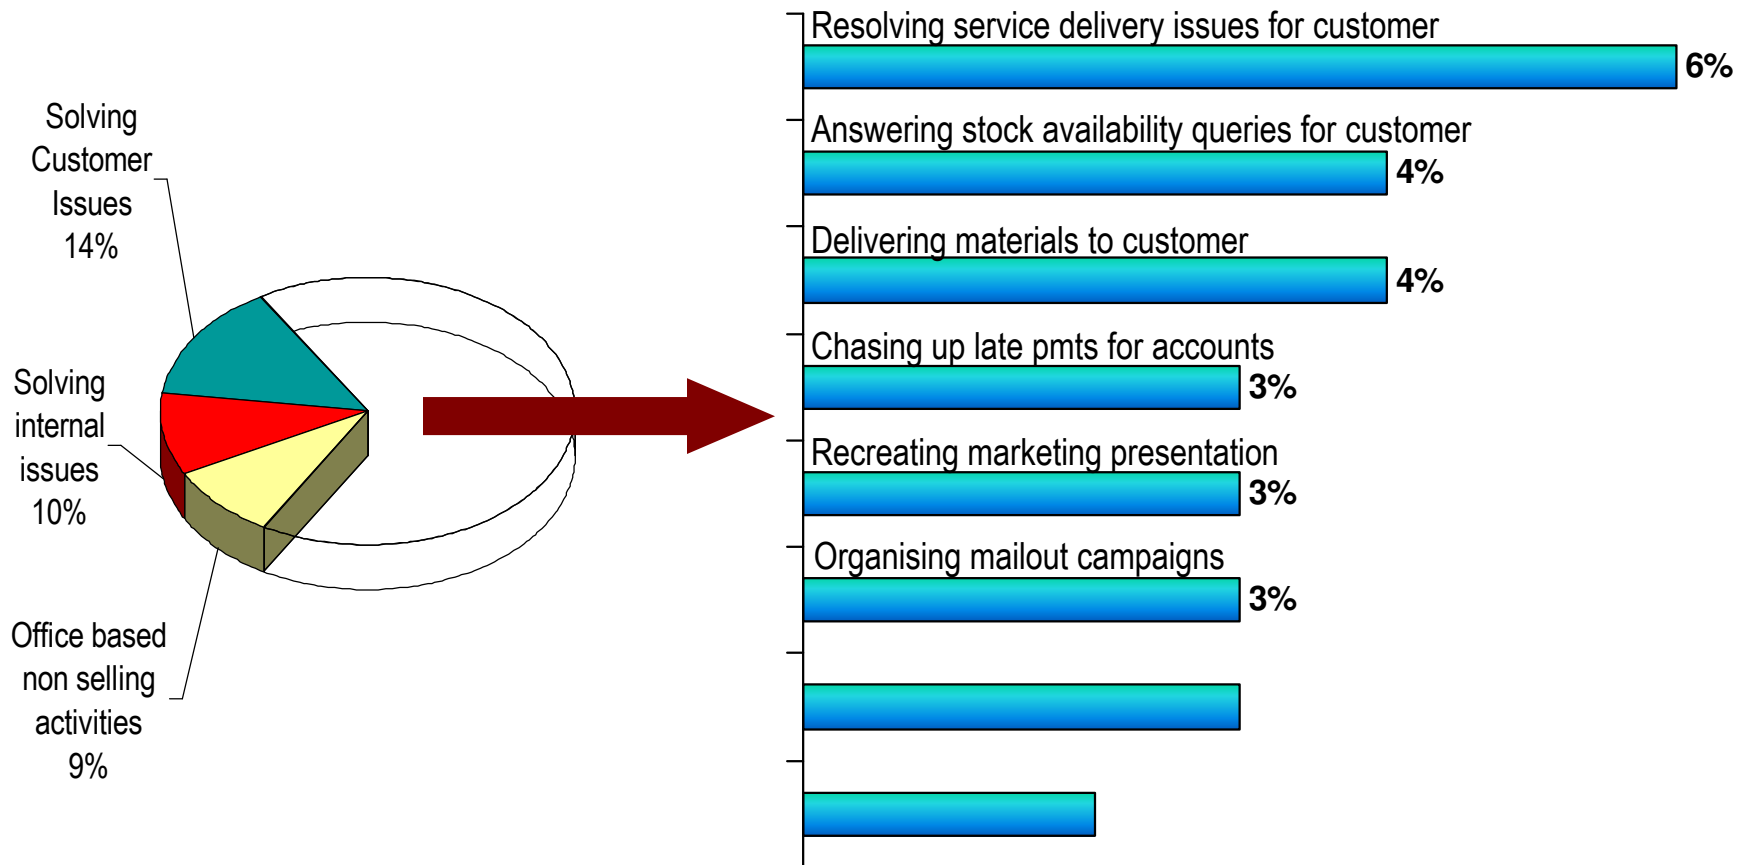 Solving
Customer
Issues
14%
Solving
internal
issues
10%
Office based
non selling
activities
9%
Resolving service delivery issues for customer
6%
Answering stock availability queries for customer
4%
Delivering materials to customer
4%
Chasing up late pmts for accounts
3%
Recreating marketing presentation
3%
Organising mailout campaigns
3%